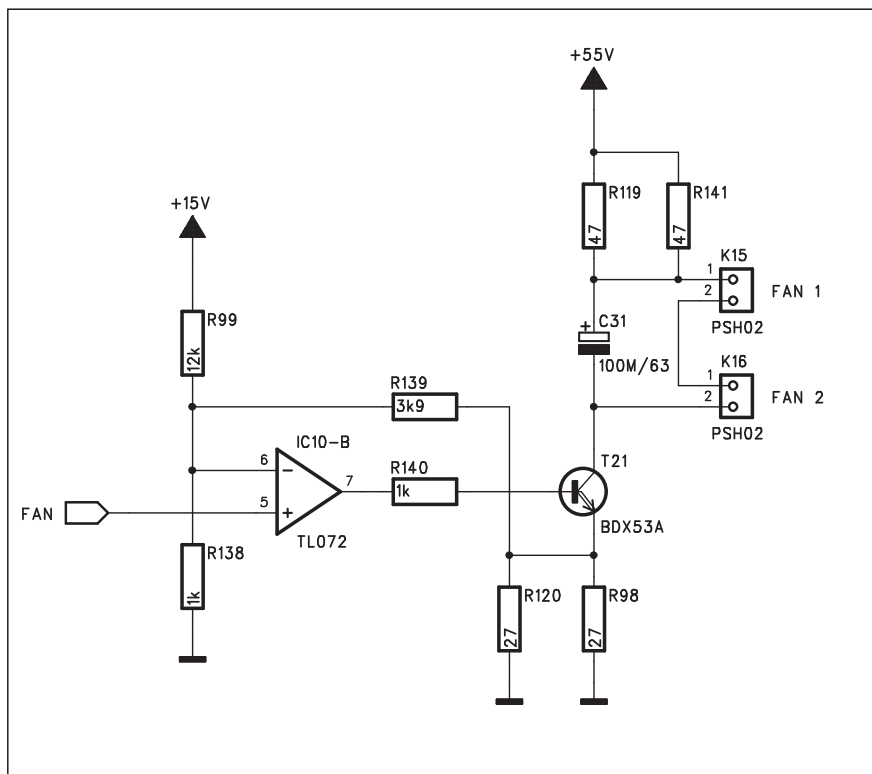 +55V
R119
47
R141
47
+15V
K15
1
2
FAN 1
PSH02
R99
12k
+
C31
100M/63
K16
1
2
FAN 2
PSH02
R139
3k9
IC10-B
6
-
5
+
7
TL072
R140
1k
T21
BDX53A
FAN
R138
1k
R120
27
R98
27